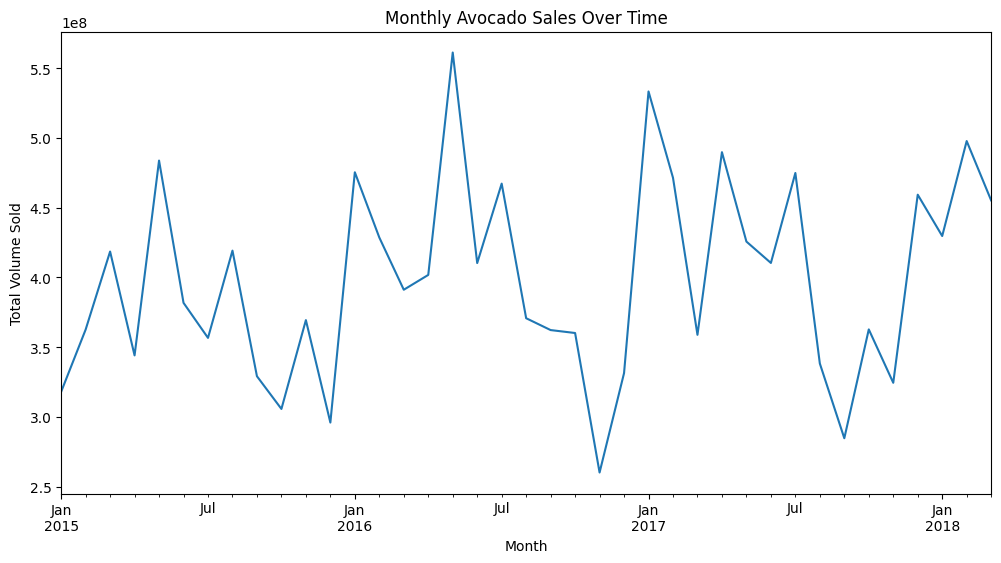 Monthly Avocado Sales Over Time
1e8
5.5
5.0
4.5
4.0
3.5
3.0
2.5
Total Volume Sold
Jan Jul Jan Jul Jan Jul Jan
2015 2016 2017 2018
Month